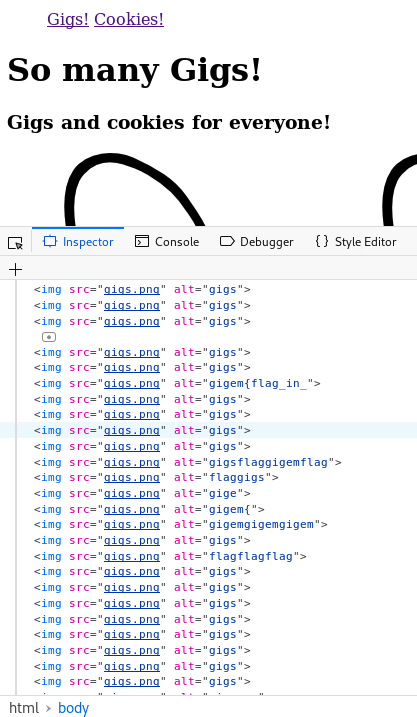 Gigs! Cookies!
So many Gigs!
Gigs and cookies for everyone!
Inspector Console Debugger Style Editor
<img src="gigs.png" alt="gigs">
<img src="gigs.png" alt="gigs">
<img src="gigs.png" alt="gigs">
<img src="gigs.png" alt="gigs">
<img src="gigs.png" alt="gigs">
<img src="gigs.png" alt="gigem{flag_in_">
<img src="gigs.png" alt="gigs">
<img src="gigs.png" alt="gigs">
<img src="gigs.png" alt="gigs">
<img src="gigs.png" alt="gigs">
<img src="gigs.png" alt="gigsflaggigemflag">
<img src="gigs.png" alt="flaggigs">
<img src="gigs.png" alt="gige">
<img src="gigs.png" alt="gigem{">
<img src="gigs.png" alt="gigemgigemgigem">
<img src="gigs.png" alt="gigs">
<img src="gigs.png" alt="flagflagflag">
<img src="gigs.png" alt="gigs">
<img src="gigs.png" alt="gigs">
<img src="gigs.png" alt="gigs">
<img src="gigs.png" alt="gigs">
<img src="gigs.png" alt="gigs">
<img src="gigs.png" alt="gigs">
<img src="gigs.png" alt="gigs">
<img src="gigs.png" alt="gigs">
html › body